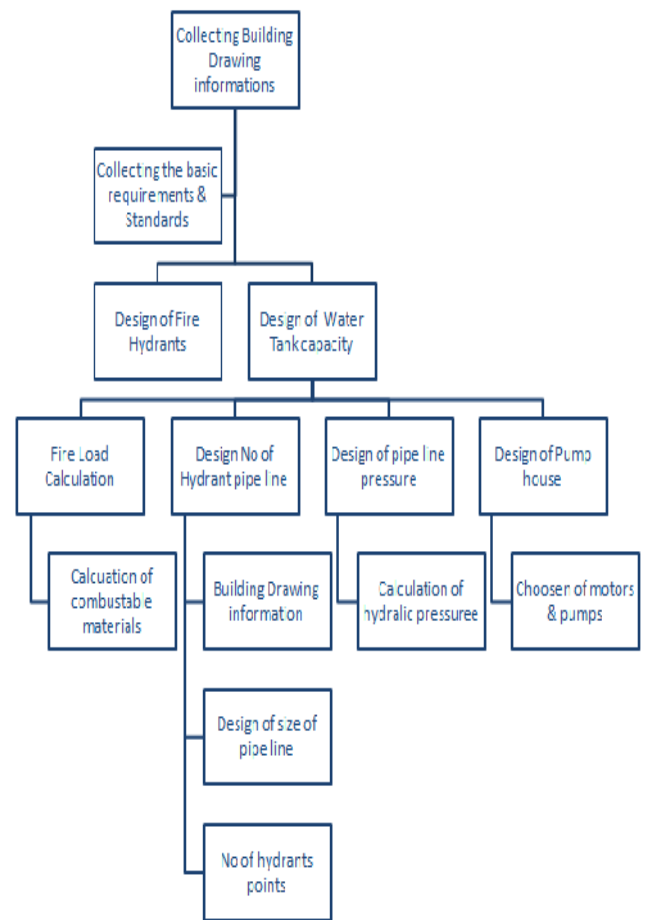 Collecting Building
Drawing
informations
Collecting the basic
requirements &
Standards
Design of Fire
Hydrants
Design of Water
Tank capacity
Fire Load
Calculation
Design No of
Hydrant pipe line
Design of pipe line
pressure
Design of Pump
house
Calcuation of
combustable
materials
Building Drawing
information
Calculation of
hydralic pressuree
Choosen of motors
& pumps
Design of size of
pipe line
No of hydrants
points